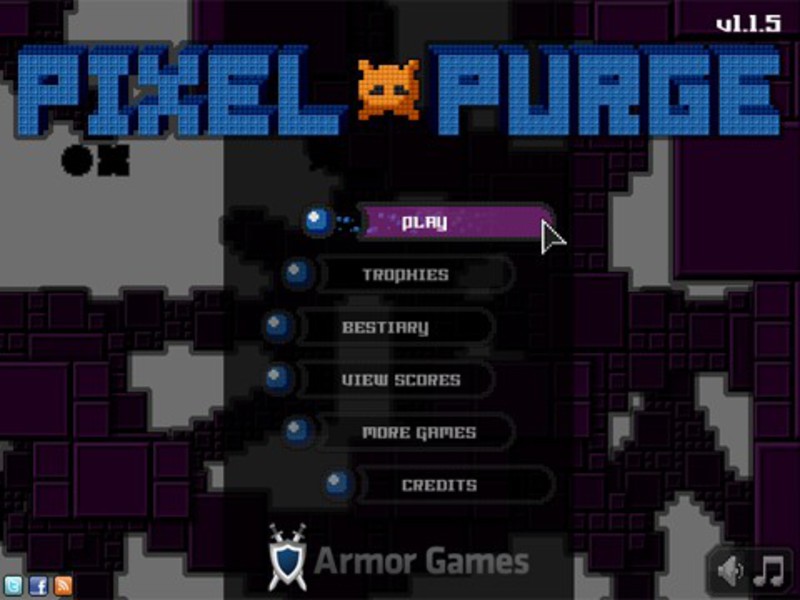 v1.1.5
PIXEL PURGE
PLAY
TROPHIES
BESTIARY
VIEW SCORES
MORE GAMES
CREDITS
Armor Games